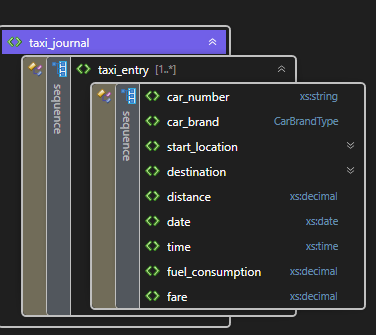 taxi_journal
taxi_entry [1..*]
sequence
sequence
car_number xs:string
car_brand CarBrandType
start_location
destination
distance xs:decimal
date xs:date
time xs:time
fuel_consumption xs:decimal
fare xs:decimal